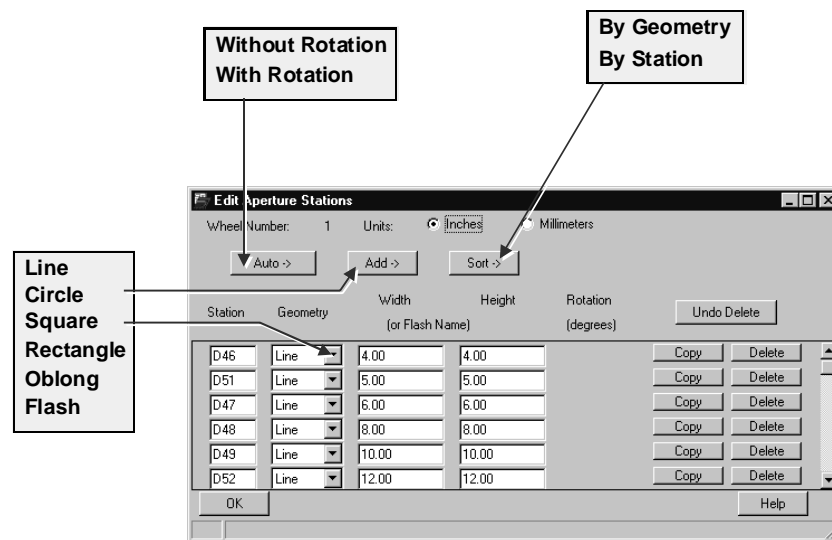 Without Rotation
With Rotation
By Geometry
By Station
Edit Aperture Stations
Wheel Number: 1 Units: Inches Millimeters
Auto -> Add -> Sort ->
Line
Circle
Square
Rectangle
Oblong
Flash
Station Geometry Width Height Rotation Undo Delete
(or Flash Name) (degrees)
D46 Line 4.00 4.00 Copy Delete
D51 Line 5.00 5.00 Copy Delete
D47 Line 6.00 6.00 Copy Delete
D48 Line 8.00 8.00 Copy Delete
D49 Line 10.00 10.00 Copy Delete
D52 Line 12.00 12.00 Copy Delete
OK Help